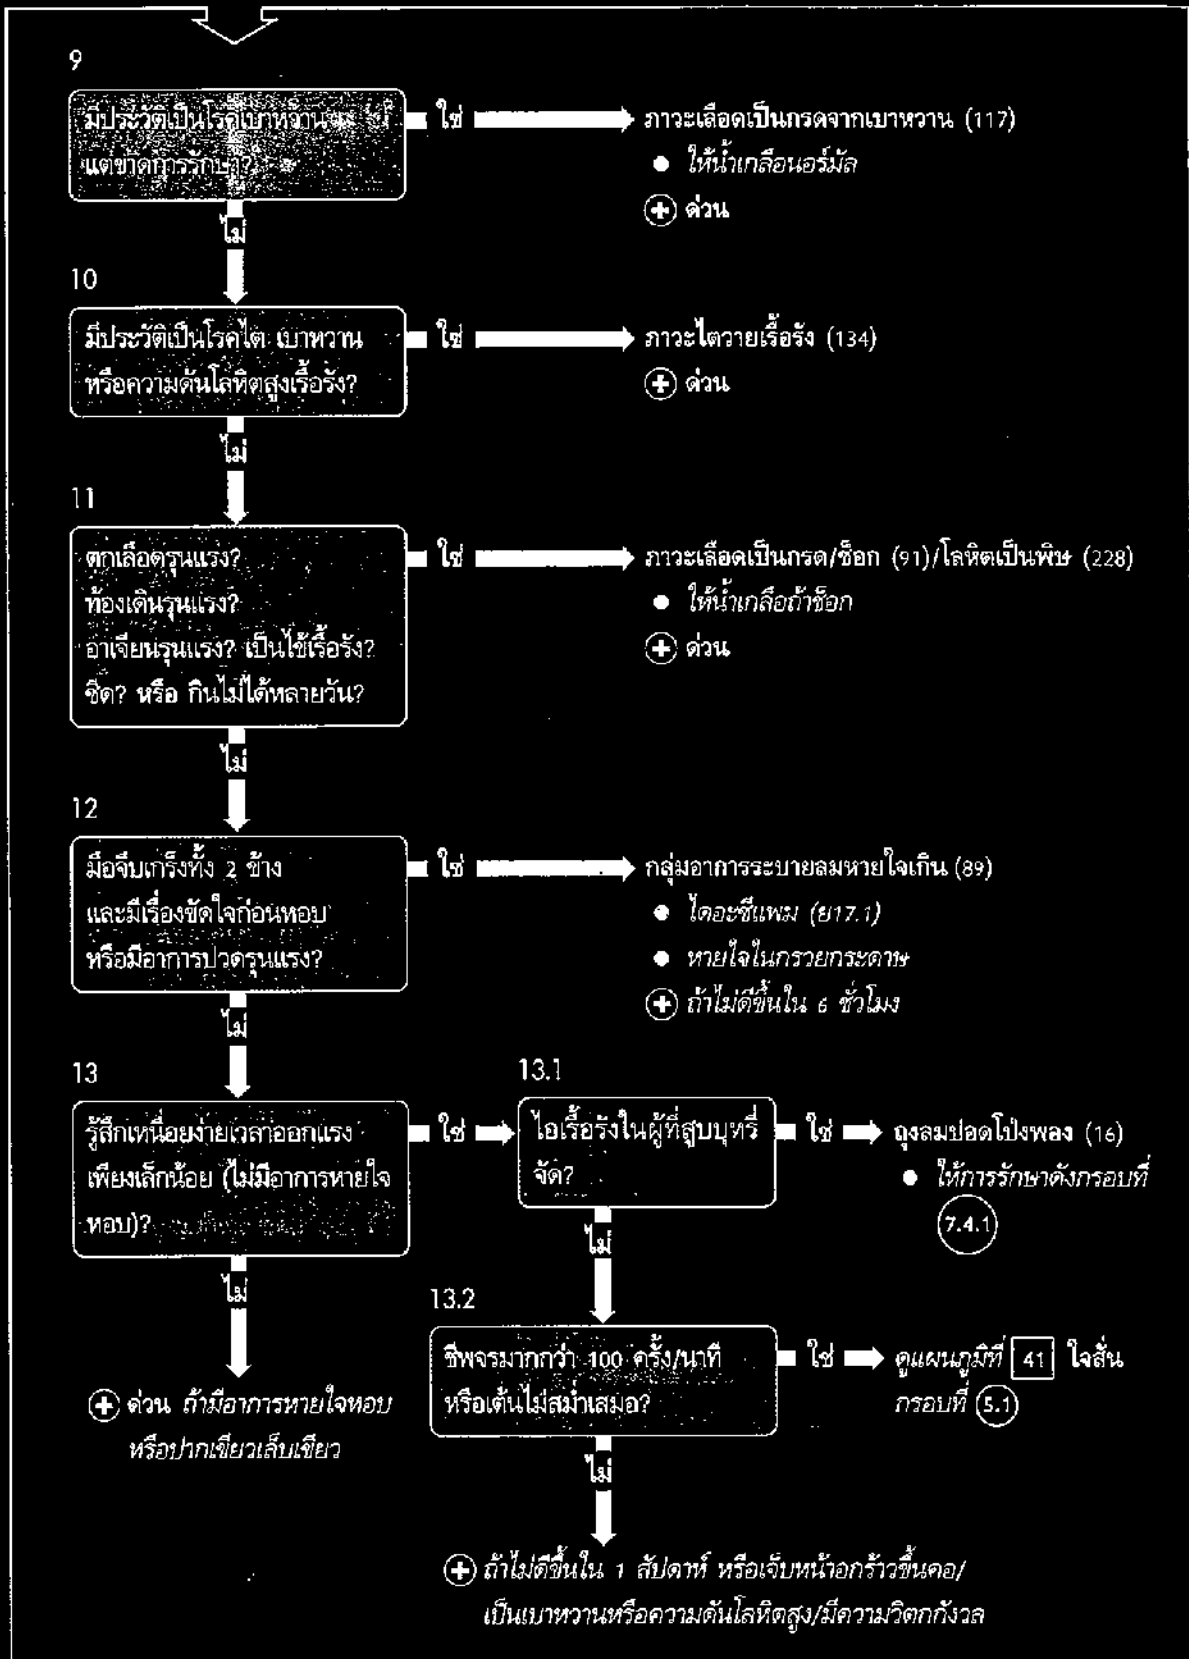 9
มีประวัติเป็นโรคเบาหวาน
แต่ขาดการรักษา?
ใช่
ภาวะเลือดเป็นกรดจากเบาหวาน (117)
● ให้น้ำเกลือนอร์มัล
ด่วน
ไม่
10
มีประวัติเป็นโรคไต เบาหวาน
หรือความดันโลหิตสูงเรื้อรัง?
ใช่
ภาวะไตวายเรื้อรัง (134)
ด่วน
ไม่
11
ตกเลือดรุนแรง?
ท้องเดินรุนแรง?
อาเจียนรุนแรง? เป็นไข้เรื้อรัง?
ซีด? หรือ กินไม่ได้หลายวัน?
ใช่
ภาวะเลือดเป็นกรด/ช็อก (91)/โลหิตเป็นพิษ (228)
● ให้น้ำเกลือถ้าช็อก
ด่วน
ไม่
12
มือจีบเกร็งทั้ง 2 ข้าง
และมีเรื่องขัดใจก่อนหอบ
หรือมีอาการปวดรุนแรง?
ใช่
กลุ่มอาการระบายลมหายใจเกิน (89)
● ไดอะซีแพม (ย17.1)
● หายใจในกรวยกระดาษ
ถ้าไม่ดีขึ้นใน 6 ชั่วโมง
ไม่
13
รู้สึกเหนื่อยง่ายเวลาออกแรง
เพียงเล็กน้อย (ไม่มีอาการหายใจ
หอบ)?
ใช่
13.1
ไอเรื้อรังในผู้ที่สูบบุหรี่
จัด?
ใช่
ถุงลมปอดโป่งพอง (16)
● ให้การรักษาดังกรอบที่
7.4.1
ไม่
ไม่
13.2
ชีพจรมากกว่า 100 ครั้ง/นาที
หรือเต้นไม่สม่ำเสมอ?
ใช่
ดูแผนภูมิที่ 41 ใจสั่น
กรอบที่ 5.1
ด่วน ถ้ามีอาการหายใจหอบ
หรือปากเขียวเล็บเขียว
ไม่
ถ้าไม่ดีขึ้นใน 1 สัปดาห์ หรือเจ็บหน้าอกร้าวขึ้นคอ/
เป็นเบาหวานหรือความดันโลหิตสูง/มีความวิตกกังวล